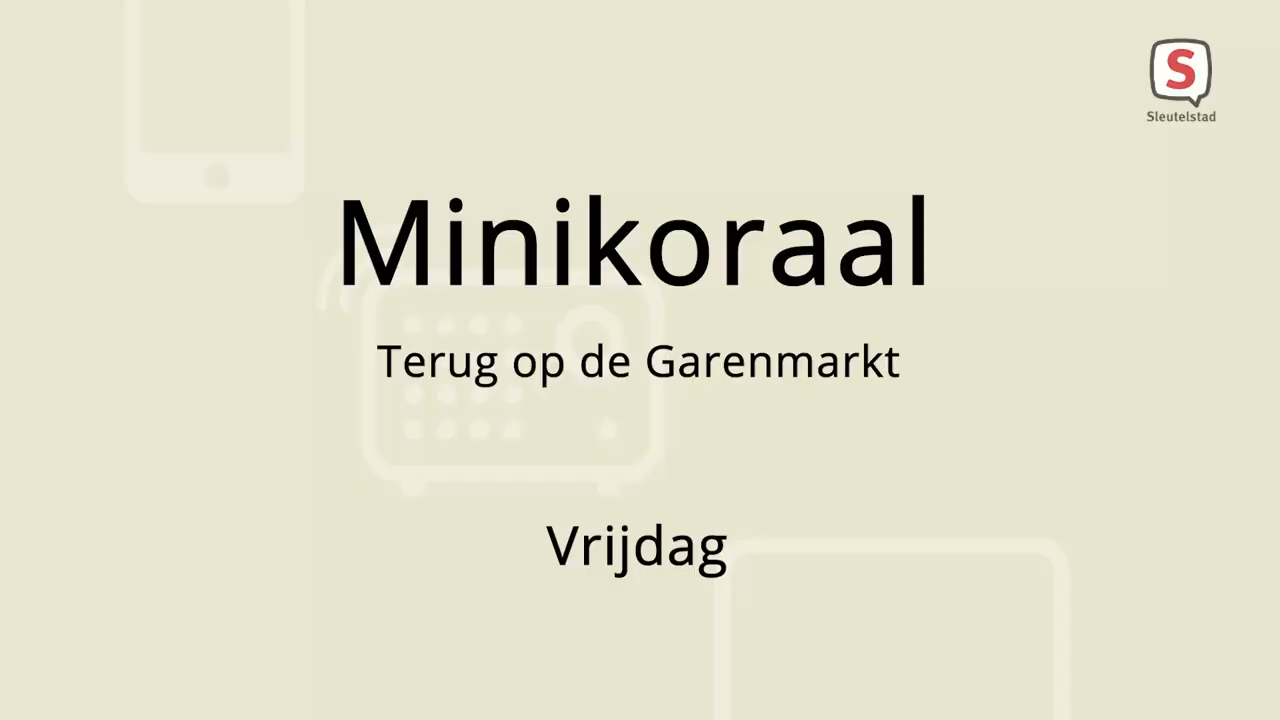 S
Sleutelstad
Minikoraal
Terug op de Garenmarkt
Vrijdag